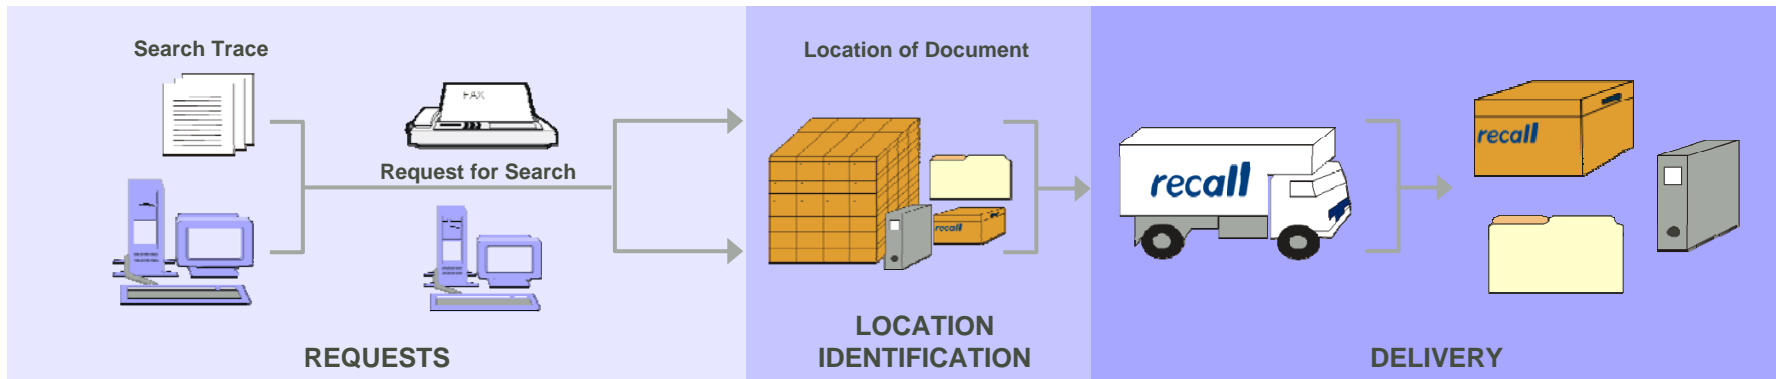 Search Trace
FAX
Request for Search
REQUESTS
Location of Document
recall
LOCATION
IDENTIFICATION
recall
recall
DELIVERY